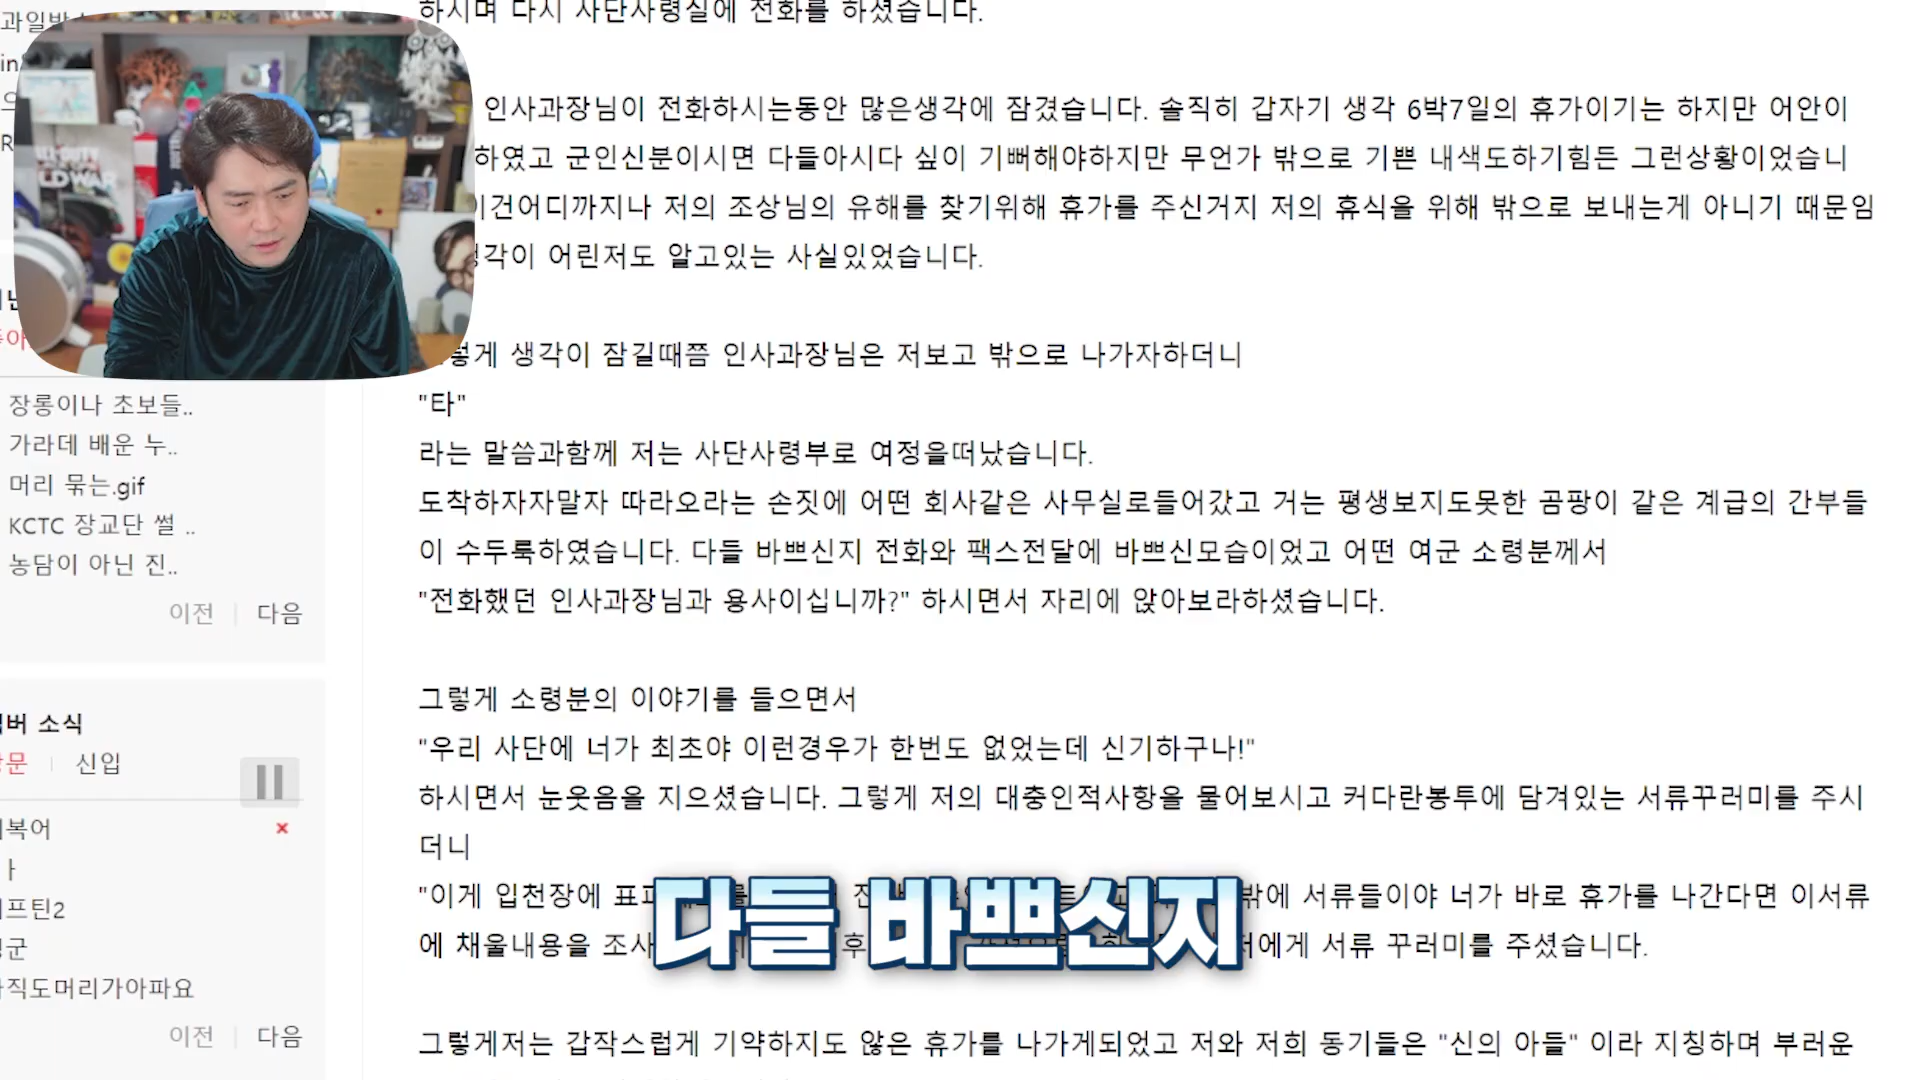 하시며 다시 사단사령실에 전화를 하셨습니다.
인사과장님이 전화하시는동안 많은생각에 잠겼습니다. 솔직히 갑자기 생각 6박7일의 휴가이기는 하지만 어안이
하였고 군인신분이시면 다들아시다 싶이 기뻐해야하지만 무언가 밖으로 기쁜 내색도하기힘든 그런상황이었습니
이건어디까지나 저의 조상님의 유해를 찾기위해 휴가를 주신거지 저의 휴식을 위해 밖으로 보내는게 아니기 때문임
각이 어린저도 알고있는 사실있었습니다.
렇게 생각이 잠길때쯤 인사과장님은 저보고 밖으로 나가자하더니
"타"
라는 말씀과함께 저는 사단사령부로 여정을떠났습니다.
도착하자자말자 따라오라는 손짓에 어떤 회사같은 사무실로들어갔고 거는 평생보지도못한 곰팡이 같은 계급의 간부들
이 수두룩하였습니다. 다들 바쁘신지 전화와 팩스전달에 바쁘신모습이었고 어떤 여군 소령분께서
"전화했던 인사과장님과 용사이십니까?" 하시면서 자리에 앉아보라하셨습니다.
그렇게 소령분의 이야기를 들으면서
"우리 사단에 너가 최초야 이런경우가 한번도 없었는데 신기하구나!"
하시면서 눈웃음을 지으셨습니다. 그렇게 저의 대충인적사항을 물어보시고 커다란봉투에 담겨있는 서류꾸러미를 주시
더니
"이게 입천장에 밖에 서류들이야 너가 바로 휴가를 나간다면 이서류
에 채울내용을 조사 서류 꾸러미를 주셨습니다.
다들 바쁘신지
그렇게저는 갑작스럽게 기약하지도 않은 휴가를 나가게되었고 저와 저희 동기들은 "신의 아들" 이라 지칭하며 부러운
과일박
장롱이나 초보들..
가라데 배운 누..
머리 묶는.gif
KCTC 장교단 썰 ..
농담이 아닌 진..
이전 | 다음
버 소식
문 | 신입
복어
프틴2
군
직도머리가아파요
이전 | 다음